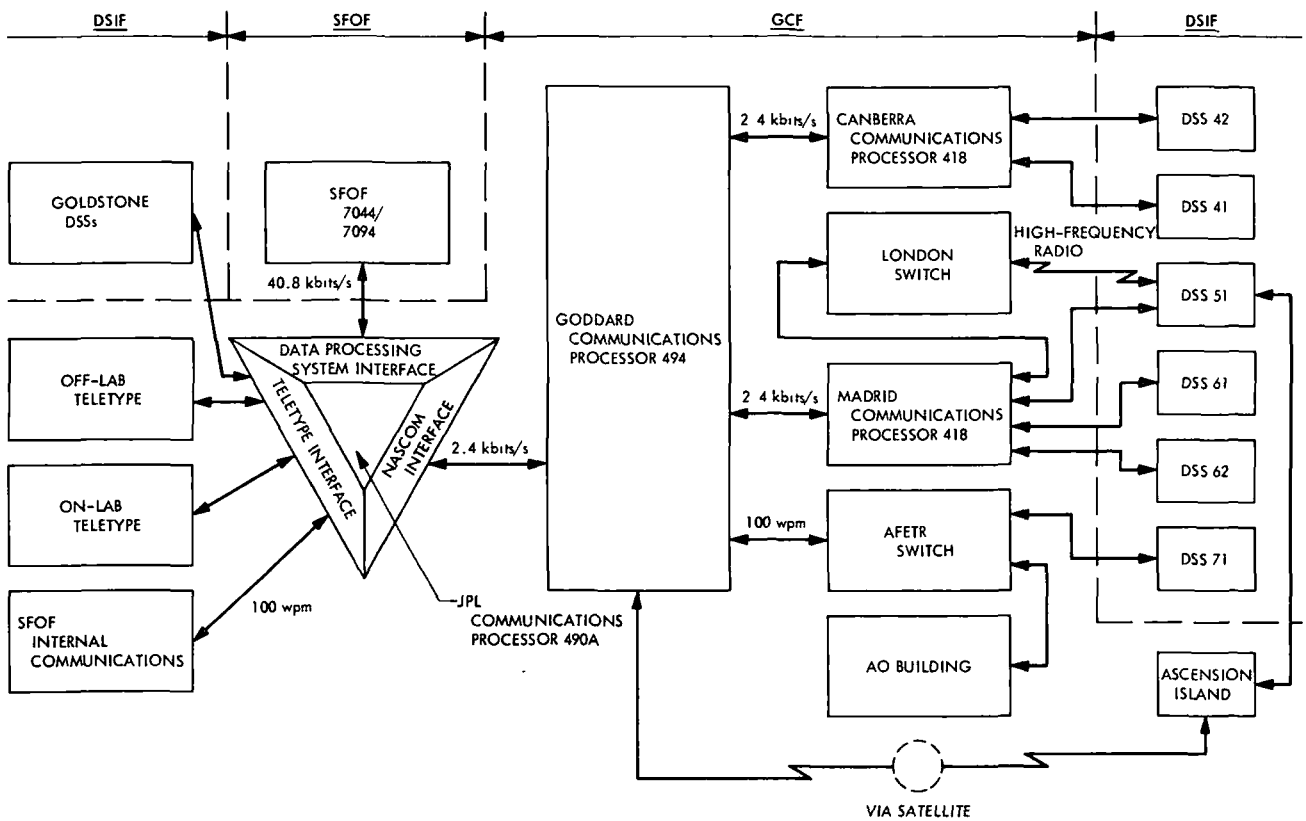 DSIF
SFOF
GCF
DSIF
GOLDSTONE
DSSs
SFOF
7044/
7094
40.8 kbits/s
OFF-LAB
TELETYPE
ON-LAB
TELETYPE
SFOF
INTERNAL
COMMUNICATIONS
100 wpm
DATA PROCESSING
SYSTEM INTERFACE
TELETYPE INTERFACE
NASCOM
INTERFACE
JPL
COMMUNICATIONS
PROCESSOR 490A
2.4 kbits/s
GODDARD
COMMUNICATIONS
PROCESSOR 494
2 4 kbits/s
CANBERRA
COMMUNICATIONS
PROCESSOR 418
LONDON
SWITCH
HIGH-FREQUENCY
RADIO
2 4 kbits/s
MADRID
COMMUNICATIONS
PROCESSOR 418
100 wpm
AFETR
SWITCH
AO BUILDING
DSS 42
DSS 41
DSS 51
DSS 61
DSS 62
DSS 71
ASCENSION
ISLAND
VIA SATELLITE